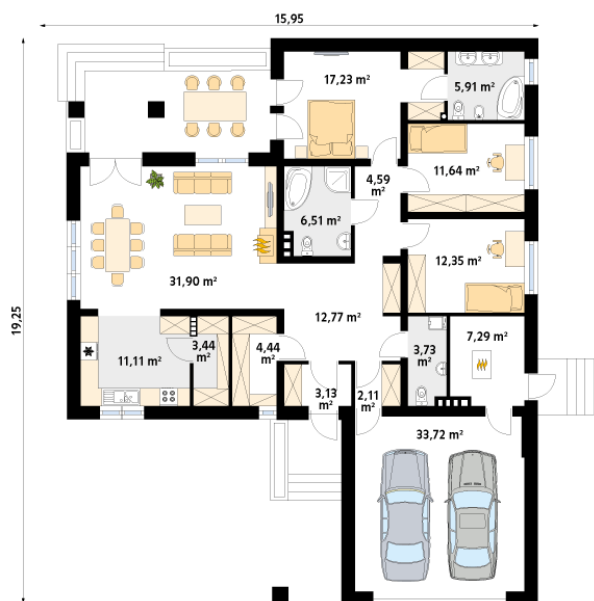 15,95
17,23 m²
5,91 m²
4,59
m²
11,64 m²
6,51 m²
12,35 m²
31,90 m²
19,25
12,77 m²
11,11 m²
3,44
m²
4,44
m²
3,73
m²
7,29 m²
3,13
m²
2,11
m²
33,72 m²